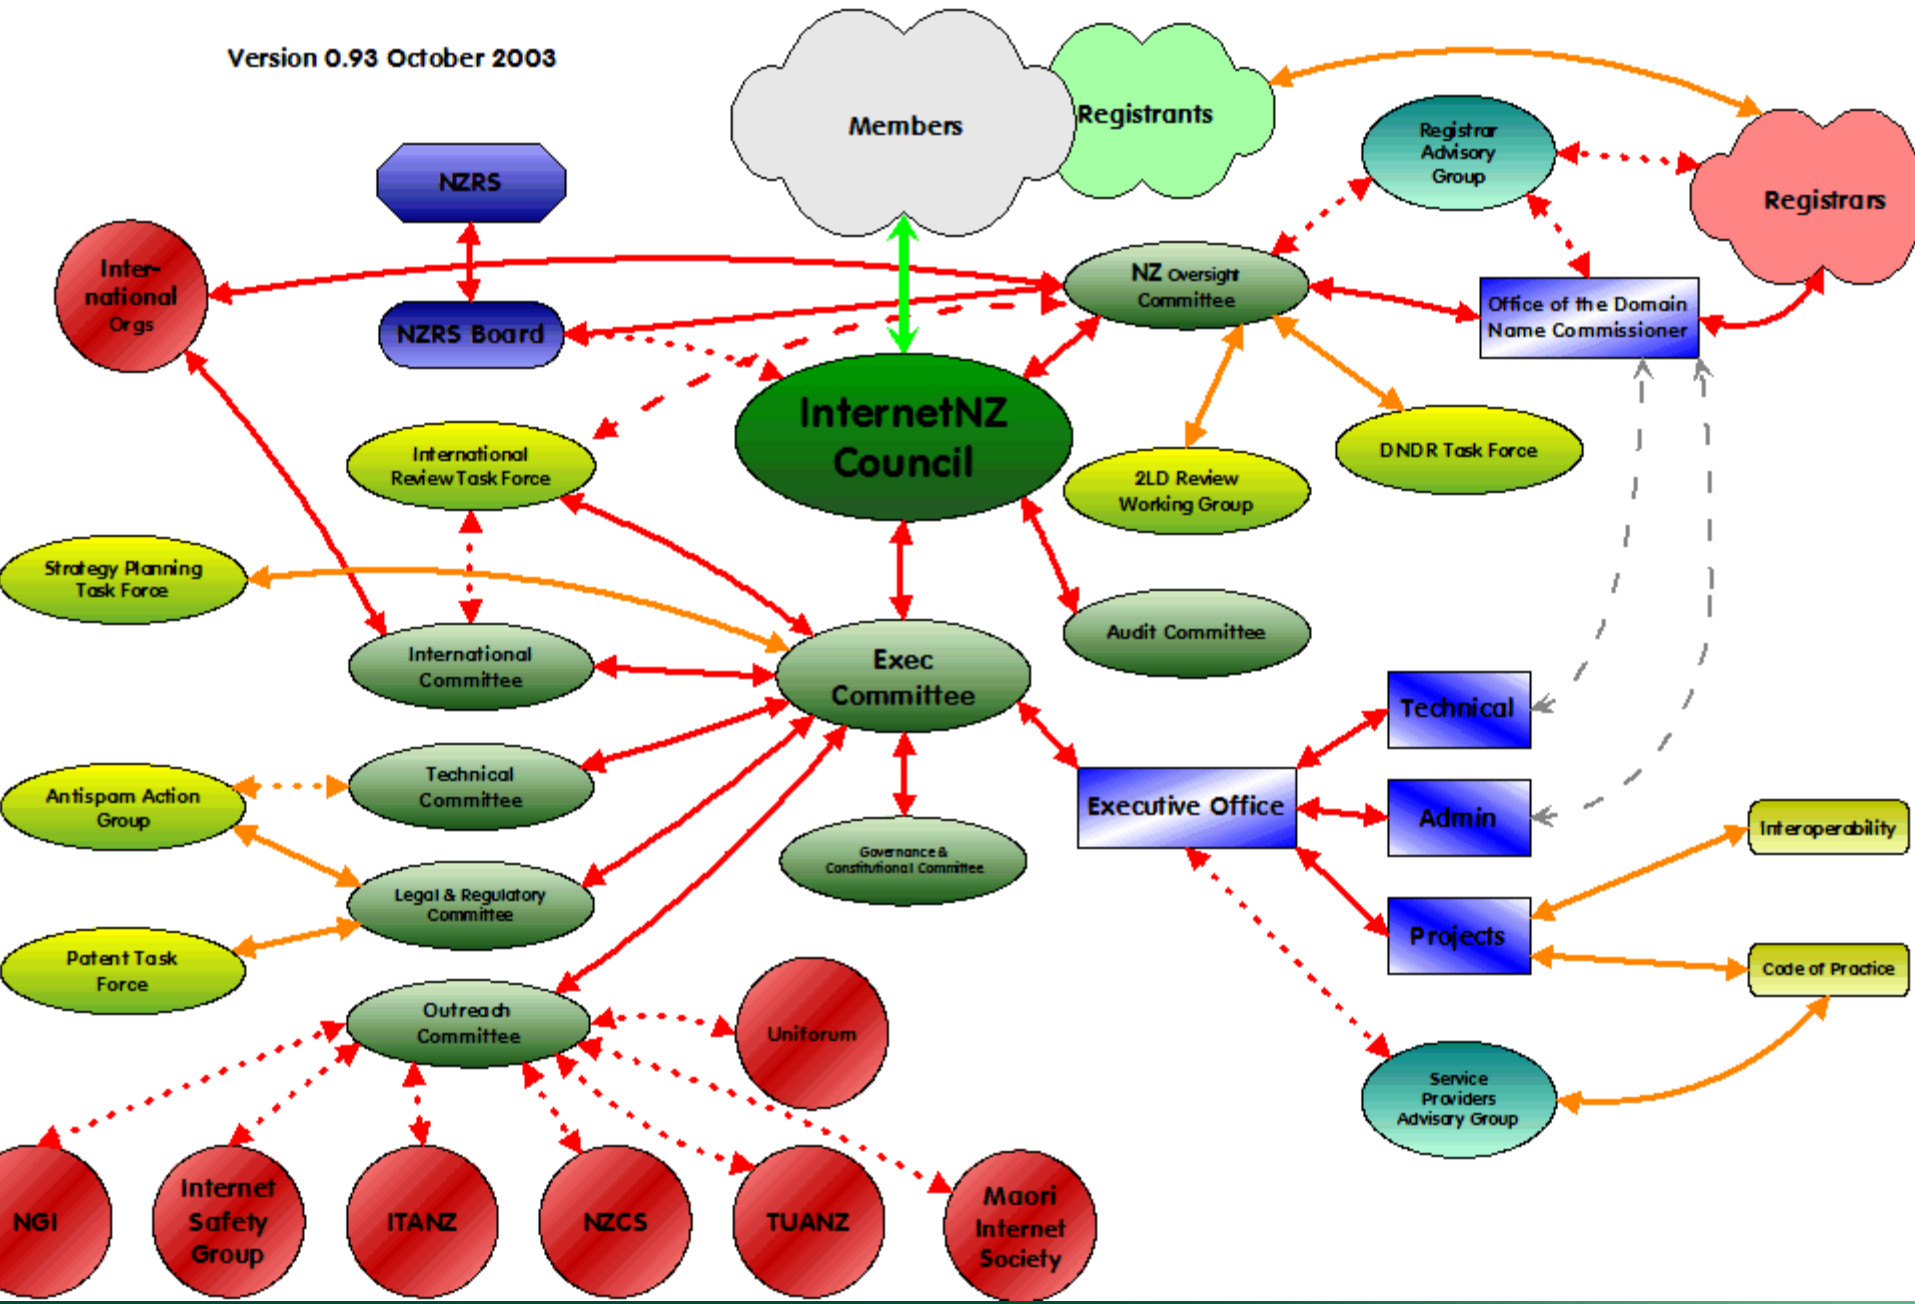 Version 0.93 October 2003
Members
Registrants
Registrar
Advisory
Group
Registrars
NZRS
Inter-
national
Orgs
NZ Oversight
Committee
Office of the Domain
Name Commissioner
NZRS Board
InternetNZ
Council
International
Review Task Force
2LD Review
Working Group
DNDR Task Force
Strategy Planning
Task Force
International
Committee
Exec
Committee
Audit Committee
Technical
Antispam Action
Group
Technical
Committee
Executive Office
Admin
Interoperability
Governance &
Constitutional Committee
Legal & Regulatory
Committee
Projects
Patent Task
Force
Code of Practice
Outreach
Committee
Uniforum
Service
Providers
Advisory Group
NGI
Internet
Safety
Group
ITANZ
NZCS
TUANZ
Maori
Internet
Society